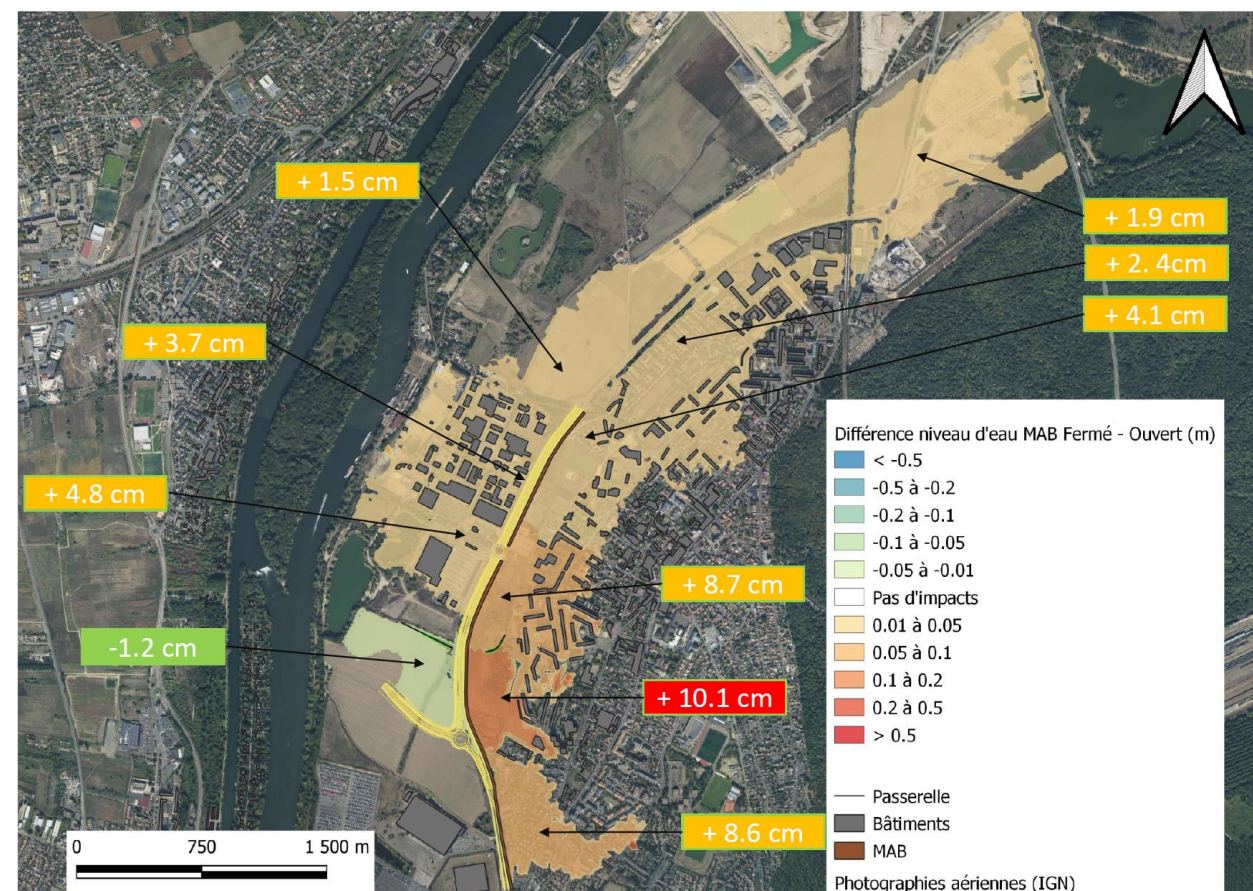 + 1.5 cm
+ 1.9 cm
+ 2. 4cm
+ 4.1 cm
+ 3.7 cm
+ 4.8 cm
+ 8.7 cm
-1.2 cm
+ 10.1 cm
+ 8.6 cm
Différence niveau d'eau MAB Fermé - Ouvert (m)
< -0.5
-0.5 à -0.2
-0.2 à -0.1
-0.1 à -0.05
-0.05 à -0.01
Pas d'impacts
0.01 à 0.05
0.05 à 0.1
0.1 à 0.2
0.2 à 0.5
> 0.5
Passerelle
Bâtiments
MAB
Photographies aériennes (IGN)
0 750 1 500 m